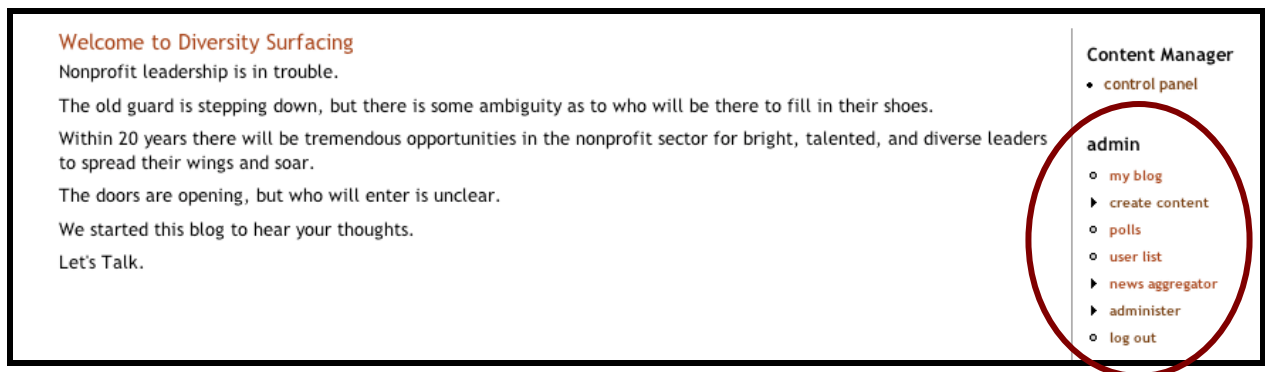 Welcome to Diversity Surfacing
Nonprofit leadership is in trouble.
The old guard is stepping down, but there is some ambiguity as to who will be there to fill in their shoes.
Within 20 years there will be tremendous opportunities in the nonprofit sector for bright, talented, and diverse leaders
to spread their wings and soar.
The doors are opening, but who will enter is unclear.
We started this blog to hear your thoughts.
Let's Talk.
Content Manager
control panel
admin
my blog
create content
polls
user list
news aggregator
administer
log out